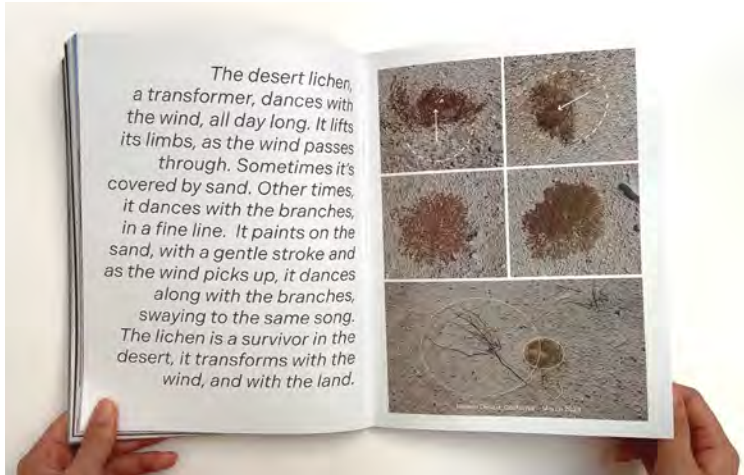 The desert lichen,
a transformer, dances with
the wind, all day long. It lifts
its limbs, as the wind passes
through. Sometimes it's
covered by sand. Other times,
it dances with the branches,
in a fine line.  It paints on the
sand, with a gentle stroke and
as the wind picks up, it dances
along with the branches,
swaying to the same song.
The lichen is a survivor in the
desert, it transforms with the
wind, and with the land.